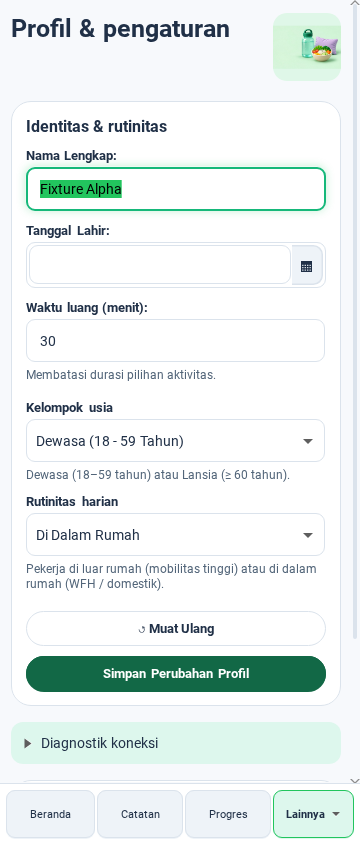 Profil & pengaturan
Identitas & rutinitas
Nama Lengkap:
Fixture Alpha
Tanggal Lahir:
Waktu luang (menit):
30
Membatasi durasi pilihan aktivitas.
Kelompok usia
Dewasa (18 - 59 Tahun)
Dewasa (18–59 tahun) atau Lansia (≥ 60 tahun).
Rutinitas harian
Di Dalam Rumah
Pekerja di luar rumah (mobilitas tinggi) atau di dalam
rumah (WFH / domestik).
↺ Muat Ulang
Simpan Perubahan Profil
Diagnostik koneksi
Beranda
Catatan
Progres
Lainnya